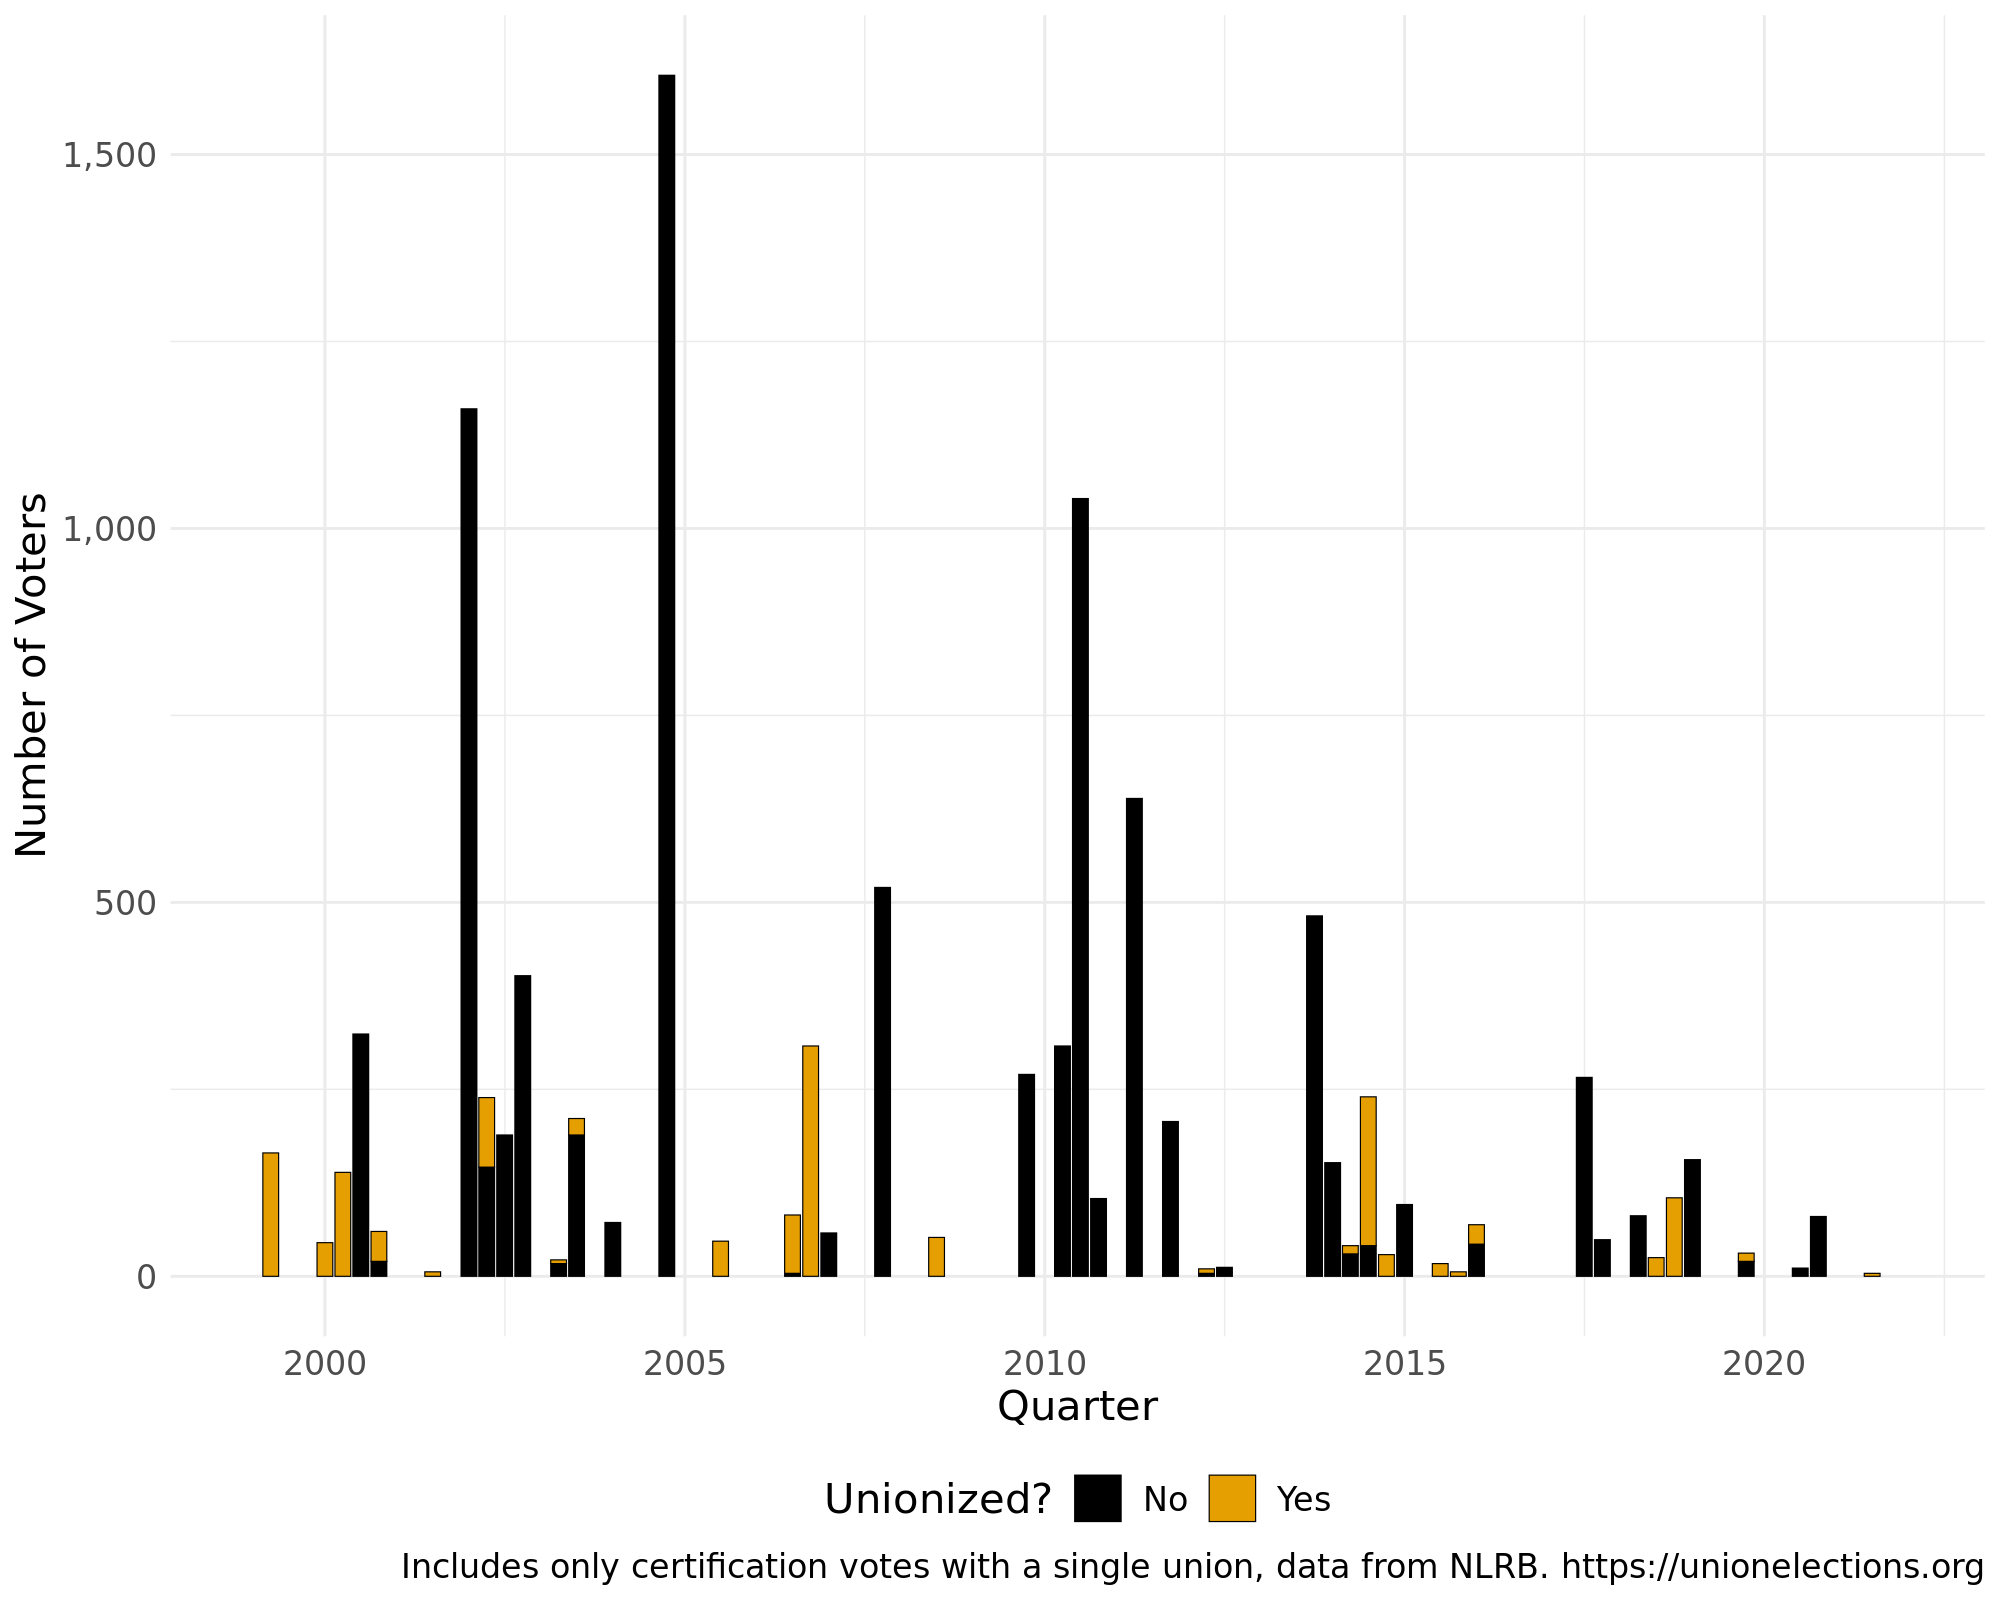 1,500
1,000
500
0
Number of Voters
2000 2005 2010 2015 2020
Quarter
Unionized? No Yes
Includes only certification votes with a single union, data from NLRB. https://unionelections.org